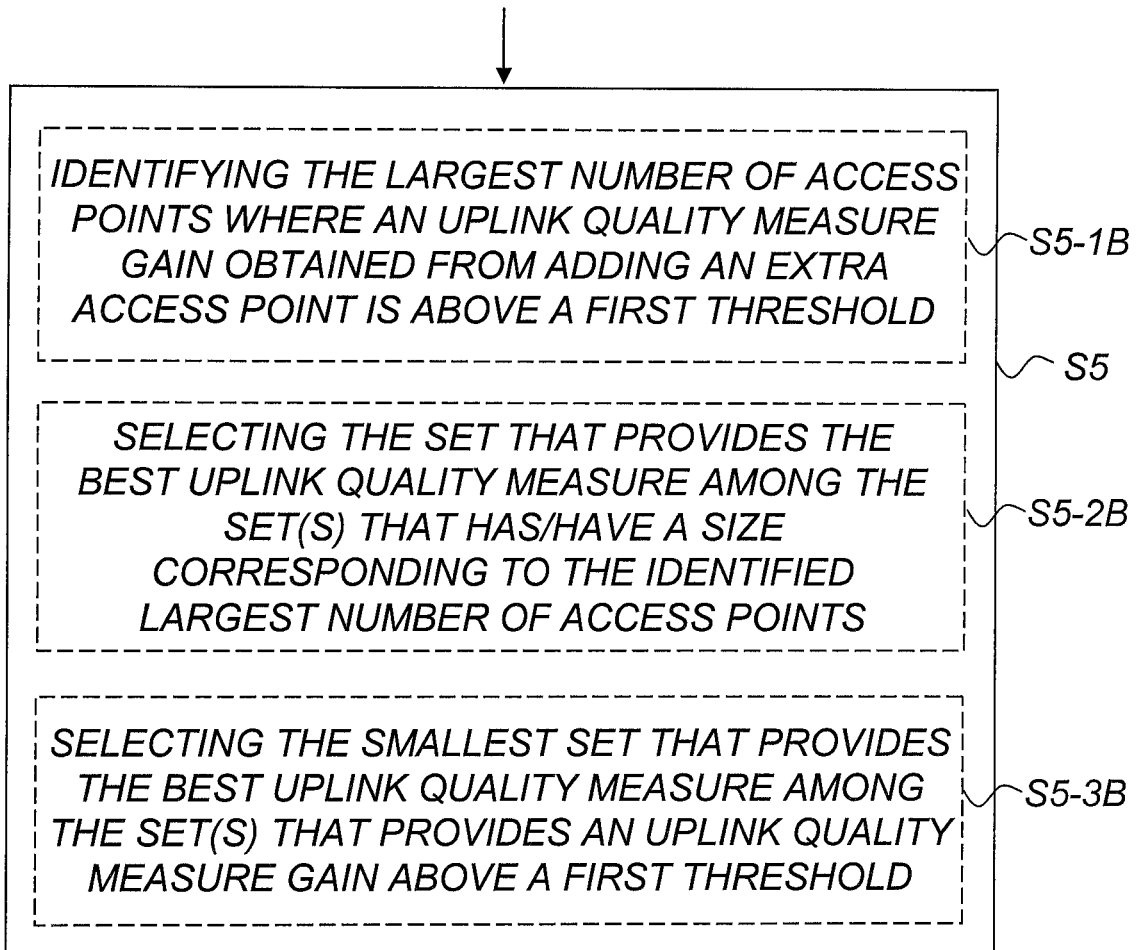 IDENTIFYING THE LARGEST NUMBER OF ACCESS
POINTS WHERE AN UPLINK QUALITY MEASURE
GAIN OBTAINED FROM ADDING AN EXTRA
ACCESS POINT IS ABOVE A FIRST THRESHOLD
S5-1B
S5
SELECTING THE SET THAT PROVIDES THE
BEST UPLINK QUALITY MEASURE AMONG THE
SET(S) THAT HAS/HAVE A SIZE
CORRESPONDING TO THE IDENTIFIED
LARGEST NUMBER OF ACCESS POINTS
S5-2B
SELECTING THE SMALLEST SET THAT PROVIDES
THE BEST UPLINK QUALITY MEASURE AMONG
THE SET(S) THAT PROVIDES AN UPLINK QUALITY
MEASURE GAIN ABOVE A FIRST THRESHOLD
S5-3B